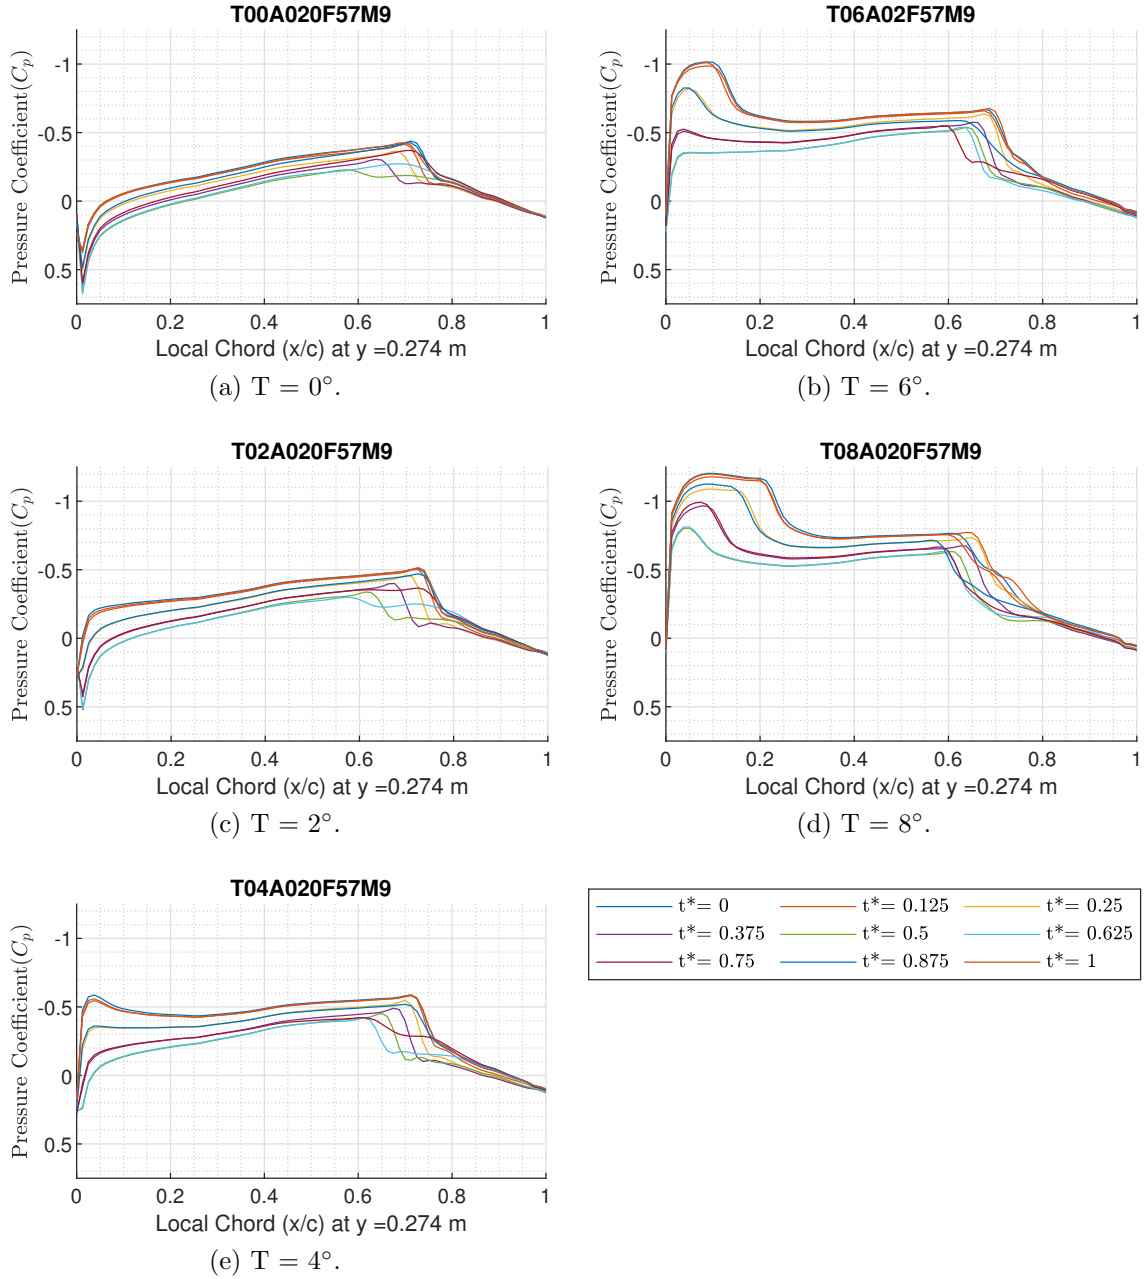 T00A020F57M9
Pressure Coefficient(Cₚ)
-1
-0.5
0
0.5
0 0.2 0.4 0.6 0.8 1
Local Chord (x/c) at y =0.274 m
(a) T = 0°.
T06A02F57M9
Pressure Coefficient(Cₚ)
-1
-0.5
0
0.5
0 0.2 0.4 0.6 0.8 1
Local Chord (x/c) at y =0.274 m
(b) T = 6°.
T02A020F57M9
Pressure Coefficient(Cₚ)
-1
-0.5
0
0.5
0 0.2 0.4 0.6 0.8 1
Local Chord (x/c) at y =0.274 m
(c) T = 2°.
T08A020F57M9
Pressure Coefficient(Cₚ)
-1
-0.5
0
0.5
0 0.2 0.4 0.6 0.8 1
Local Chord (x/c) at y =0.274 m
(d) T = 8°.
T04A020F57M9
Pressure Coefficient(Cₚ)
-1
-0.5
0
0.5
0 0.2 0.4 0.6 0.8 1
Local Chord (x/c) at y =0.274 m
(e) T = 4°.
t*= 0 t*= 0.125 t*= 0.25
t*= 0.375 t*= 0.5 t*= 0.625
t*= 0.75 t*= 0.875 t*= 1